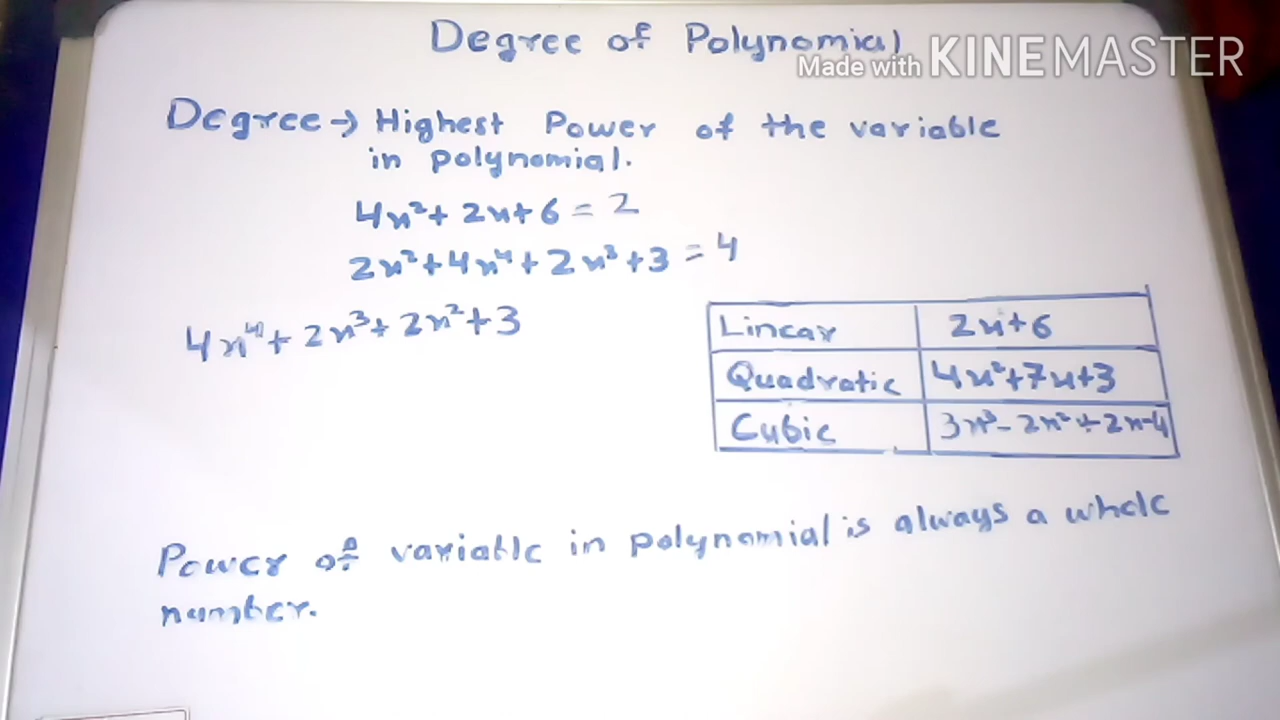 Degree of Polynomial
Made with KINEMASTER
Degree → Highest Power of the variable
in polynomial.
4x² + 2x + 6 = 2
2x² + 4x⁴ + 2x³ + 3 = 4
4x⁴ + 2x³ + 2x² + 3
Linear 2x + 6
Quadratic 4x² + 7x + 3
Cubic 3x³ - 2x² + 2x - 4
Power of variable in polynomial is always a whole
number.